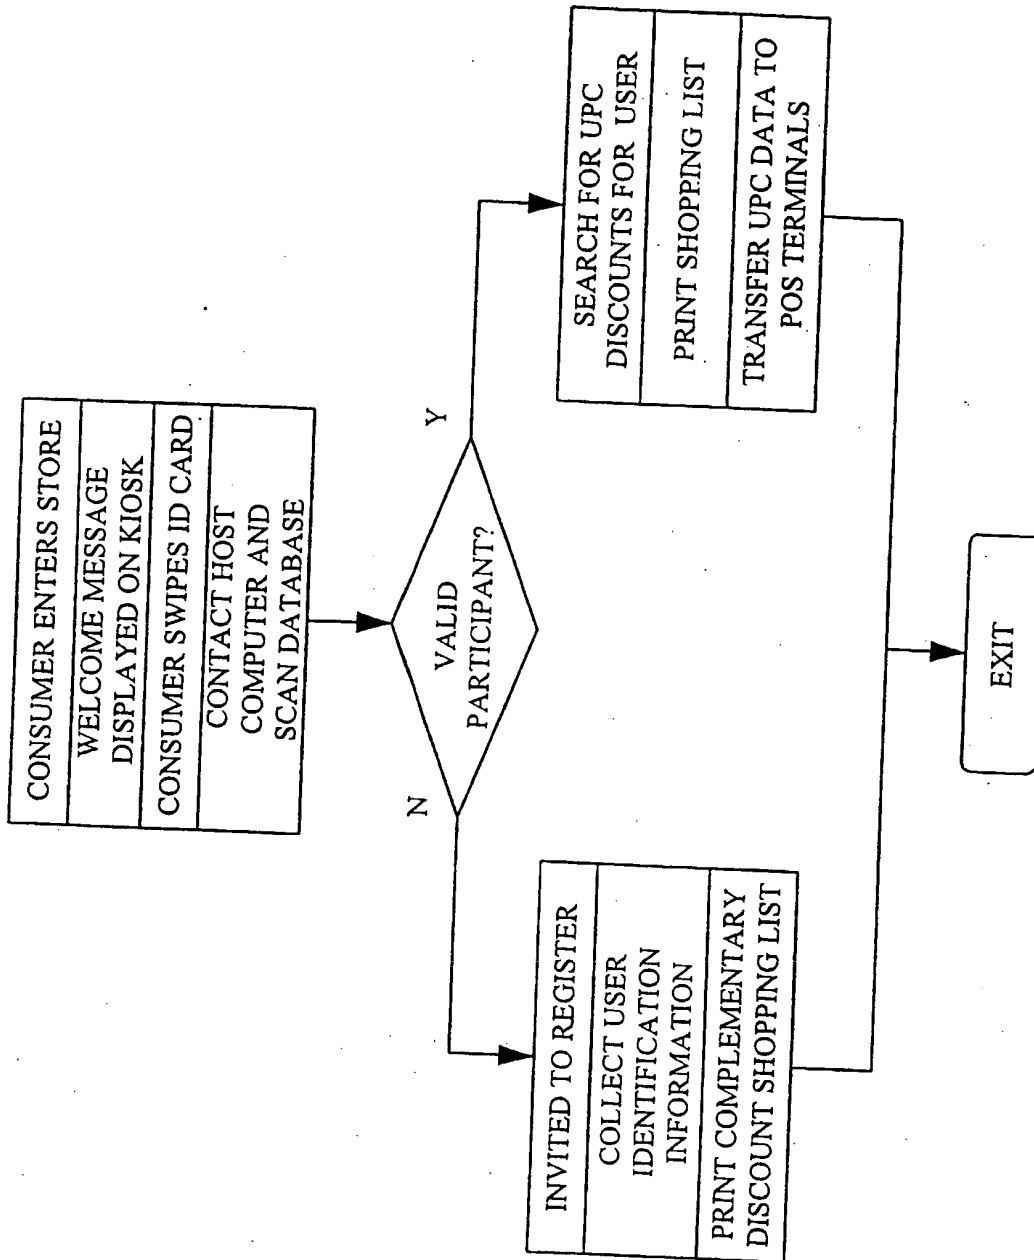 CONSUMER ENTERS STORE
WELCOME MESSAGE
DISPLAYED ON KIOSK
CONSUMER SWIPES ID CARD
CONTACT HOST
COMPUTER AND
SCAN DATABASE
VALID
PARTICIPANT?
N
Y
INVITED TO REGISTER
COLLECT USER
IDENTIFICATION
INFORMATION
PRINT COMPLEMENTARY
DISCOUNT SHOPPING LIST
SEARCH FOR UPC
DISCOUNTS FOR USER
PRINT SHOPPING LIST
TRANSFER UPC DATA TO
POS TERMINALS
EXIT